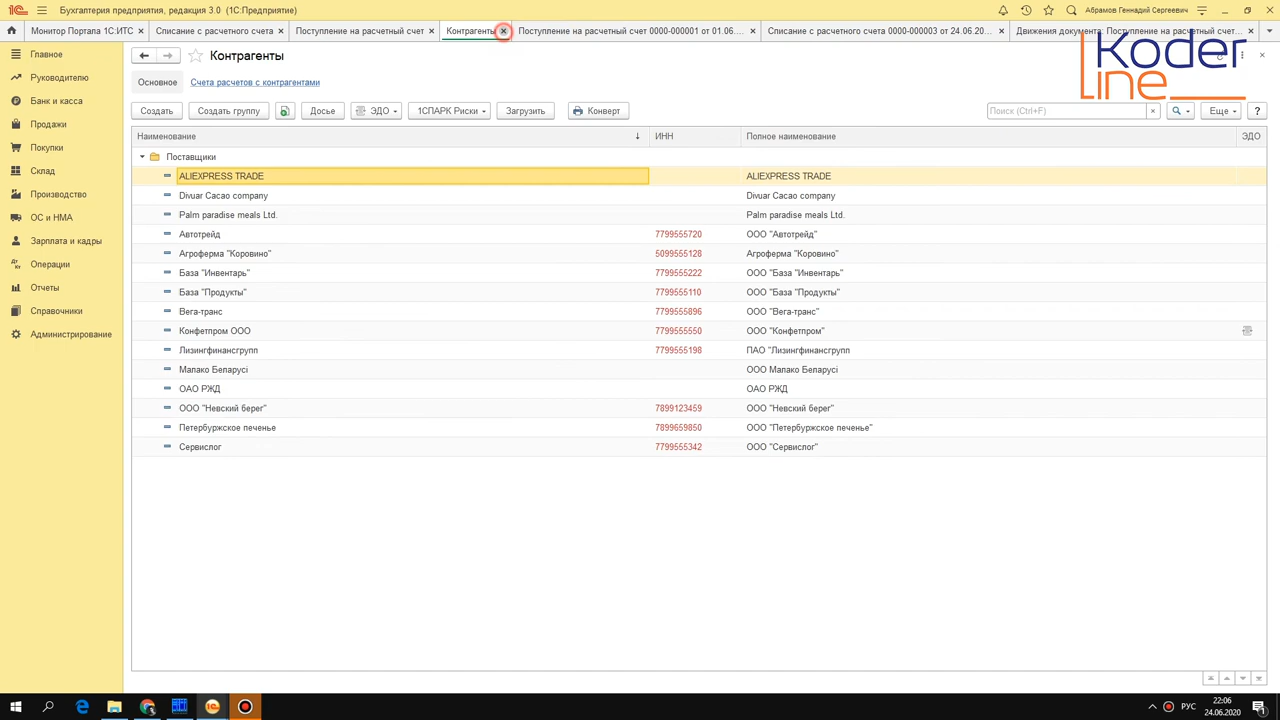 Бухгалтерия предприятия, редакция 3.0 (1С:Предприятие)
Абрамов Геннадий Сергеевич
Монитор Портала 1С:ИТС
Списание с расчетного счета
Поступление на расчетный счет
Контрагенты
Поступление на расчетный счет 0000-000001 от 01.06....
Списание с расчетного счета 0000-000003 от 24.06.20...
Движения документа: Поступление на расчетный счет...
Koder
line
Главное
Руководителю
Банк и касса
Продажи
Покупки
Склад
Производство
ОС и НМА
Зарплата и кадры
Операции
Отчеты
Справочники
Администрирование
Контрагенты
Основное
Счета расчетов с контрагентами
Создать
Создать группу
Досье
ЭДО
1СПАРК Риски
Загрузить
Конверт
Поиск (Ctrl+F)
Еще
?
Наименование
ИНН
Полное наименование
ЭДО
Поставщики
ALIEXPRESS TRADE ALIEXPRESS TRADE
Divuar Cacao company Divuar Cacao company
Palm paradise meals Ltd. Palm paradise meals Ltd.
Автотрейд 7799555720 ООО "Автотрейд"
Агроферма "Коровино" 5099555128 Агроферма "Коровино"
База "Инвентарь" 7799555222 ООО "База "Инвентарь"
База "Продукты" 7799555110 ООО "База "Продукты"
Вега-транс 7799555896 ООО "Вега-транс"
Конфетпром ООО 7799555550 ООО "Конфетпром"
Лизингфинансгрупп 7799555198 ПАО "Лизингфинансгрупп
Малако Беларусi ООО Малако Беларусi
ОАО РЖД ОАО РЖД
ООО "Невский берег" 7899123459 ООО "Невский берег"
Петербуржское печенье 7899659850 ООО "Петербуржское печенье"
Сервислог 7799555342 ООО "Сервислог"
РУС
22:06
24.06.2020